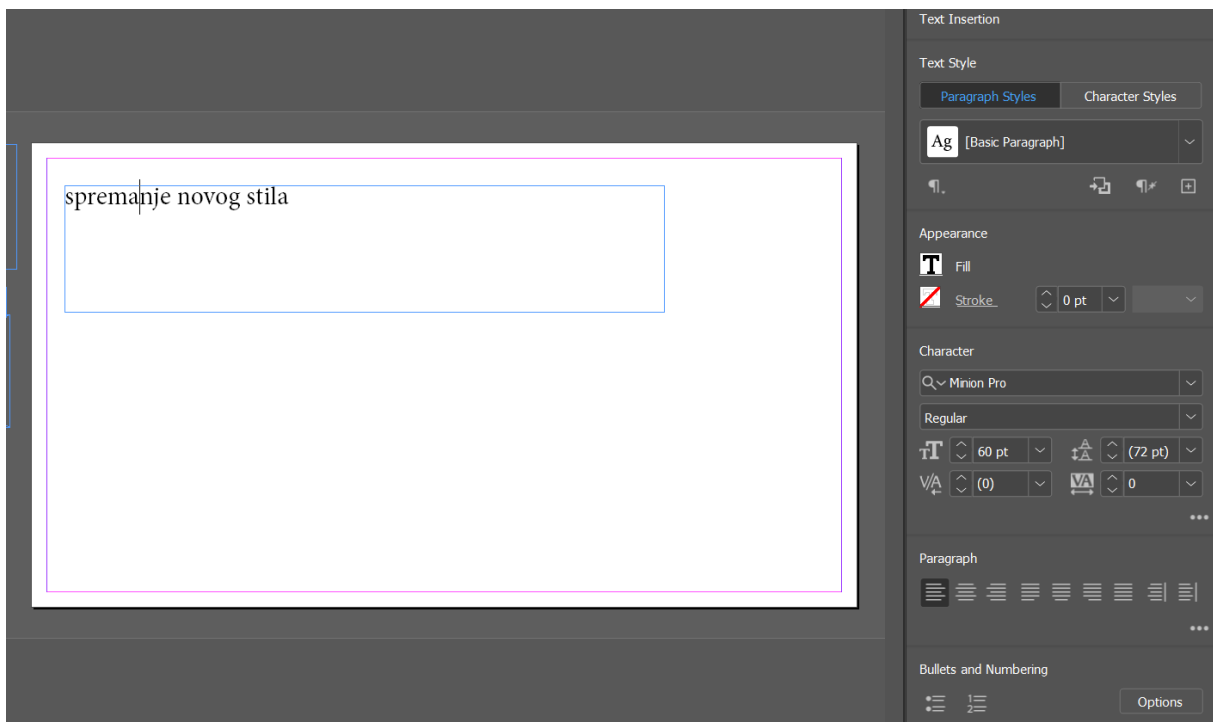 Text Insertion
Text Style
Paragraph Styles Character Styles
Ag [Basic Paragraph]
spremanje novog stila
Appearance
T Fill
Stroke 0 pt
Character
Minion Pro
Regular
60 pt (72 pt)
V/A (0) VA 0
Paragraph
Bullets and Numbering
Options